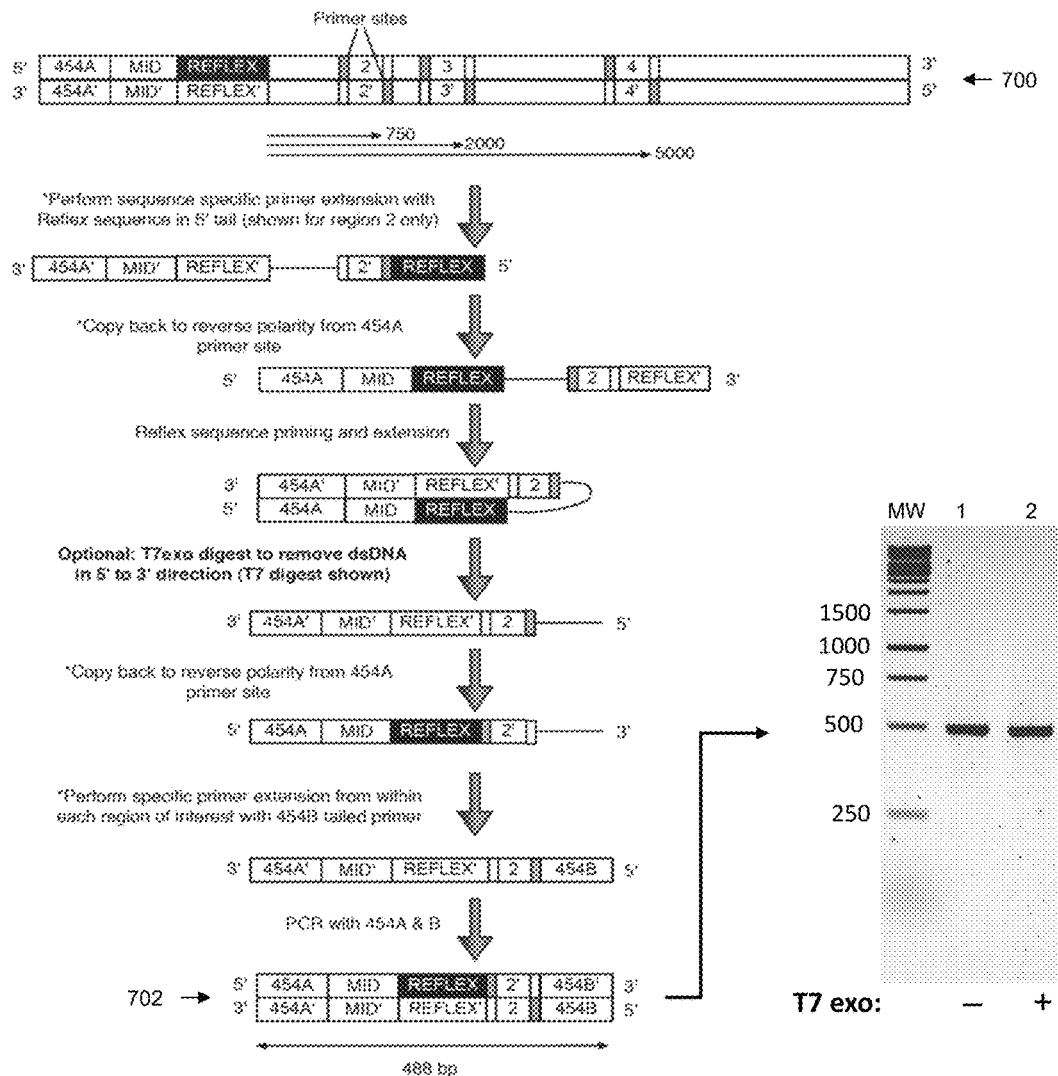 Primer sites
5' 454A MID REFLEX 2 3 4 3'
3' 454A' MID' REFLEX' 2' 3' 4' 5'
700
750
2000
5000
*Perform sequence specific primer extension with
Reflex sequence in 5' tail (shown for region 2 only)
3' 454A' MID' REFLEX' 2' REFLEX 5'
*Copy back to reverse polarity from 454A
primer site
5' 454A MID REFLEX 2 REFLEX' 3'
Reflex sequence priming and extension
3' 454A' MID' REFLEX' 2
5' 454A MID REFLEX
Optional: T7exo digest to remove dsDNA
in 5' to 3' direction (T7 digest shown)
3' 454A' MID' REFLEX' 2 5'
*Copy back to reverse polarity from 454A
primer site
5' 454A MID REFLEX 2' 3'
*Perform specific primer extension from within
each region of interest with 454B tailed primer
3' 454A' MID' REFLEX' 2 454B 5'
PCR with 454A & B
702
5' 454A MID REFLEX 2' 454B' 3'
3' 454A' MID' REFLEX' 2 454B 5'
488 bp
MW 1 2
1500
1000
750
500
250
T7 exo: – +